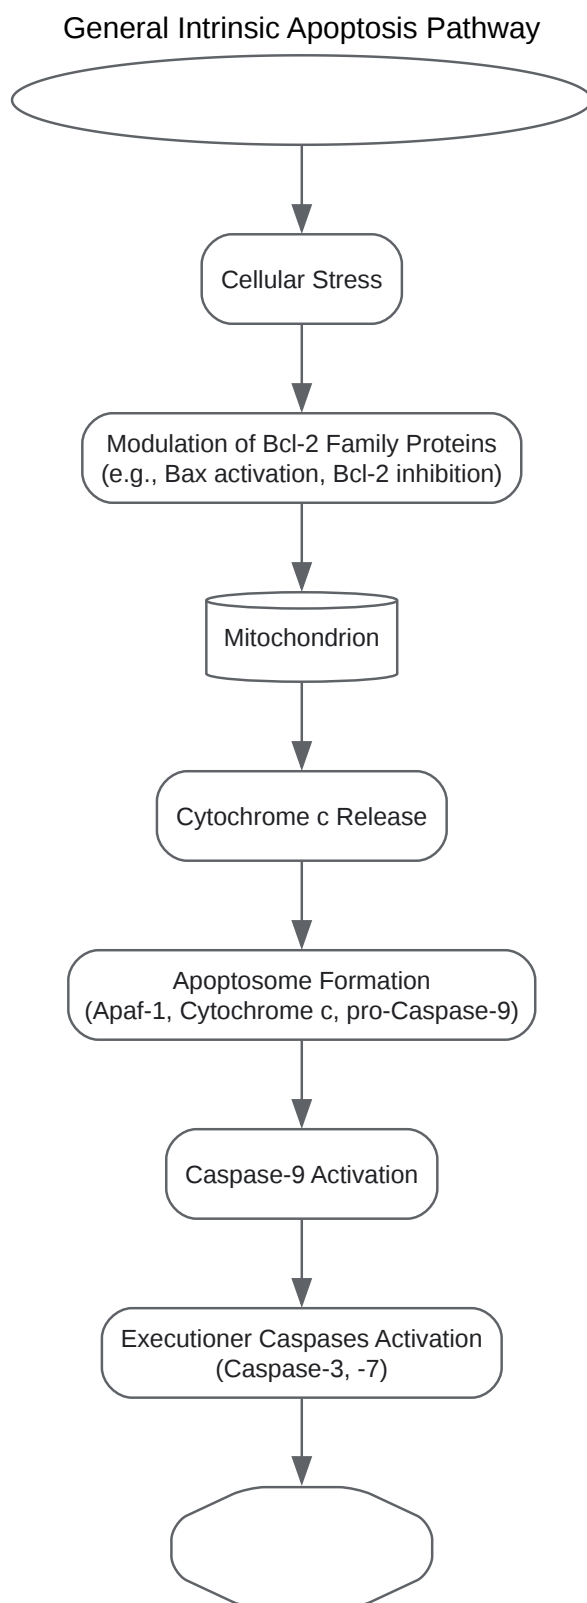 General Intrinsic Apoptosis Pathway
Cellular Stress
Modulation of Bcl-2 Family Proteins
(e.g., Bax activation, Bcl-2 inhibition)
Mitochondrion
Cytochrome c Release
Apoptosome Formation
(Apaf-1, Cytochrome c, pro-Caspase-9)
Caspase-9 Activation
Executioner Caspases Activation
(Caspase-3, -7)